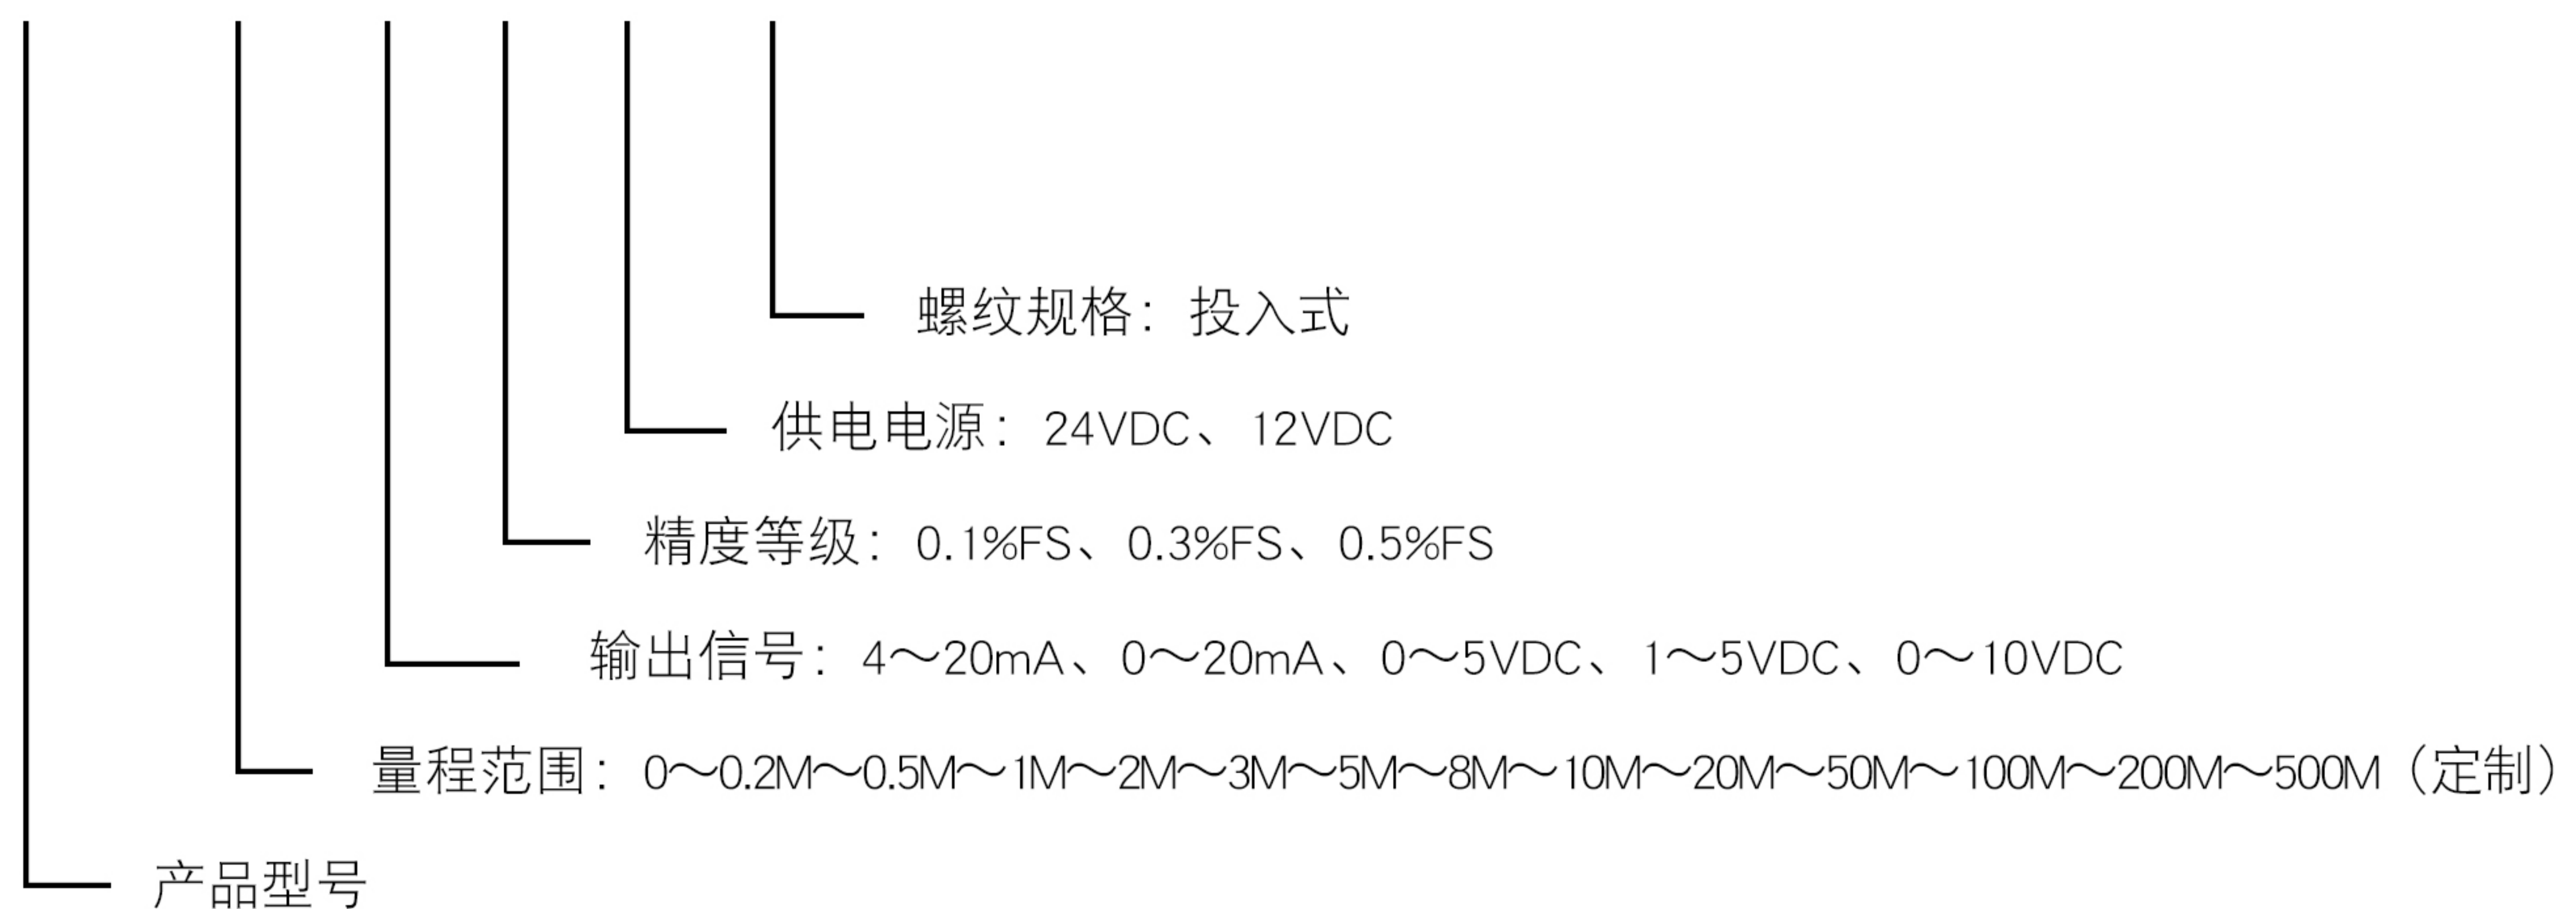 螺纹规格：投入式
供电电源：24VDC、12VDC
精度等级：0.1%FS、0.3%FS、0.5%FS
输出信号：4～20mA、0～20mA、0～5VDC、1～5VDC、0～10VDC
量程范围：0～0.2M～0.5M～1M～2M～3M～5M～8M～10M～20M～50M～100M～200M～500M（定制）
产品型号